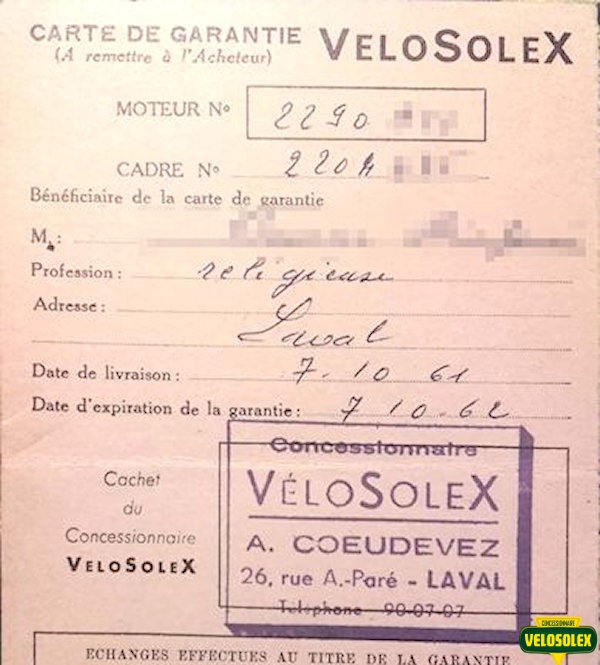 CARTE DE GARANTIE
(A remettre à l'Acheteur)
VELOSOLEX
MOTEUR No 2290
CADRE No
Bénéficiaire de la carte de garantie
M :
Profession : religieuse
Adresse :
Laval
Date de livraison : 7.10 61
Date d'expiration de la garantie : 7 10.62
Cachet
du
Concessionnaire
VELOSOLEX
Concessionnaire
VÉLOSOLEX
A. COEUDEVEZ
26, rue A.-Paré - LAVAL
Téléphone 90-07-07
ECHANGES EFFECTUES AU TITRE DE LA GARANTIE
CONCESSIONNAIRE
VELOSOLEX